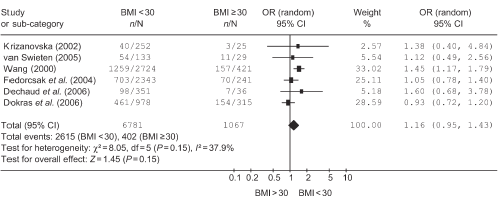 Study BMI <30 BMI ≥30 OR (random) Weight OR (random)
or sub-category n/N n/N 95% CI % 95% CI
Krizanovska (2002) 40/252 3/25 2.57 1.38 (0.40, 4.84)
van Swieten (2005) 54/133 11/29 5.54 1.12 (0.49, 2.56)
Wang (2000) 1259/2724 157/421 33.02 1.45 (1.17, 1.79)
Fedorcsak et al. (2004) 703/2343 70/241 25.11 1.05 (0.78, 1.40)
Dechaud et al. (2006) 98/351 7/36 5.18 1.60 (0.68, 3.78)
Dokras et al. (2006) 461/978 154/315 28.59 0.93 (0.72, 1.20)
Total (95% CI) 6781 1067 100.00 1.16 (0.95, 1.43)
Total events: 2615 (BMI <30), 402 (BMI ≥30)
Test for heterogeneity: χ²= 8.05, df= 5 (P= 0.15), I²= 37.9%
Test for overall effect: Z= 1.45 (P= 0.15)
0.1 0.2 0.5 1 2 5 10
BMI >30 BMI <30